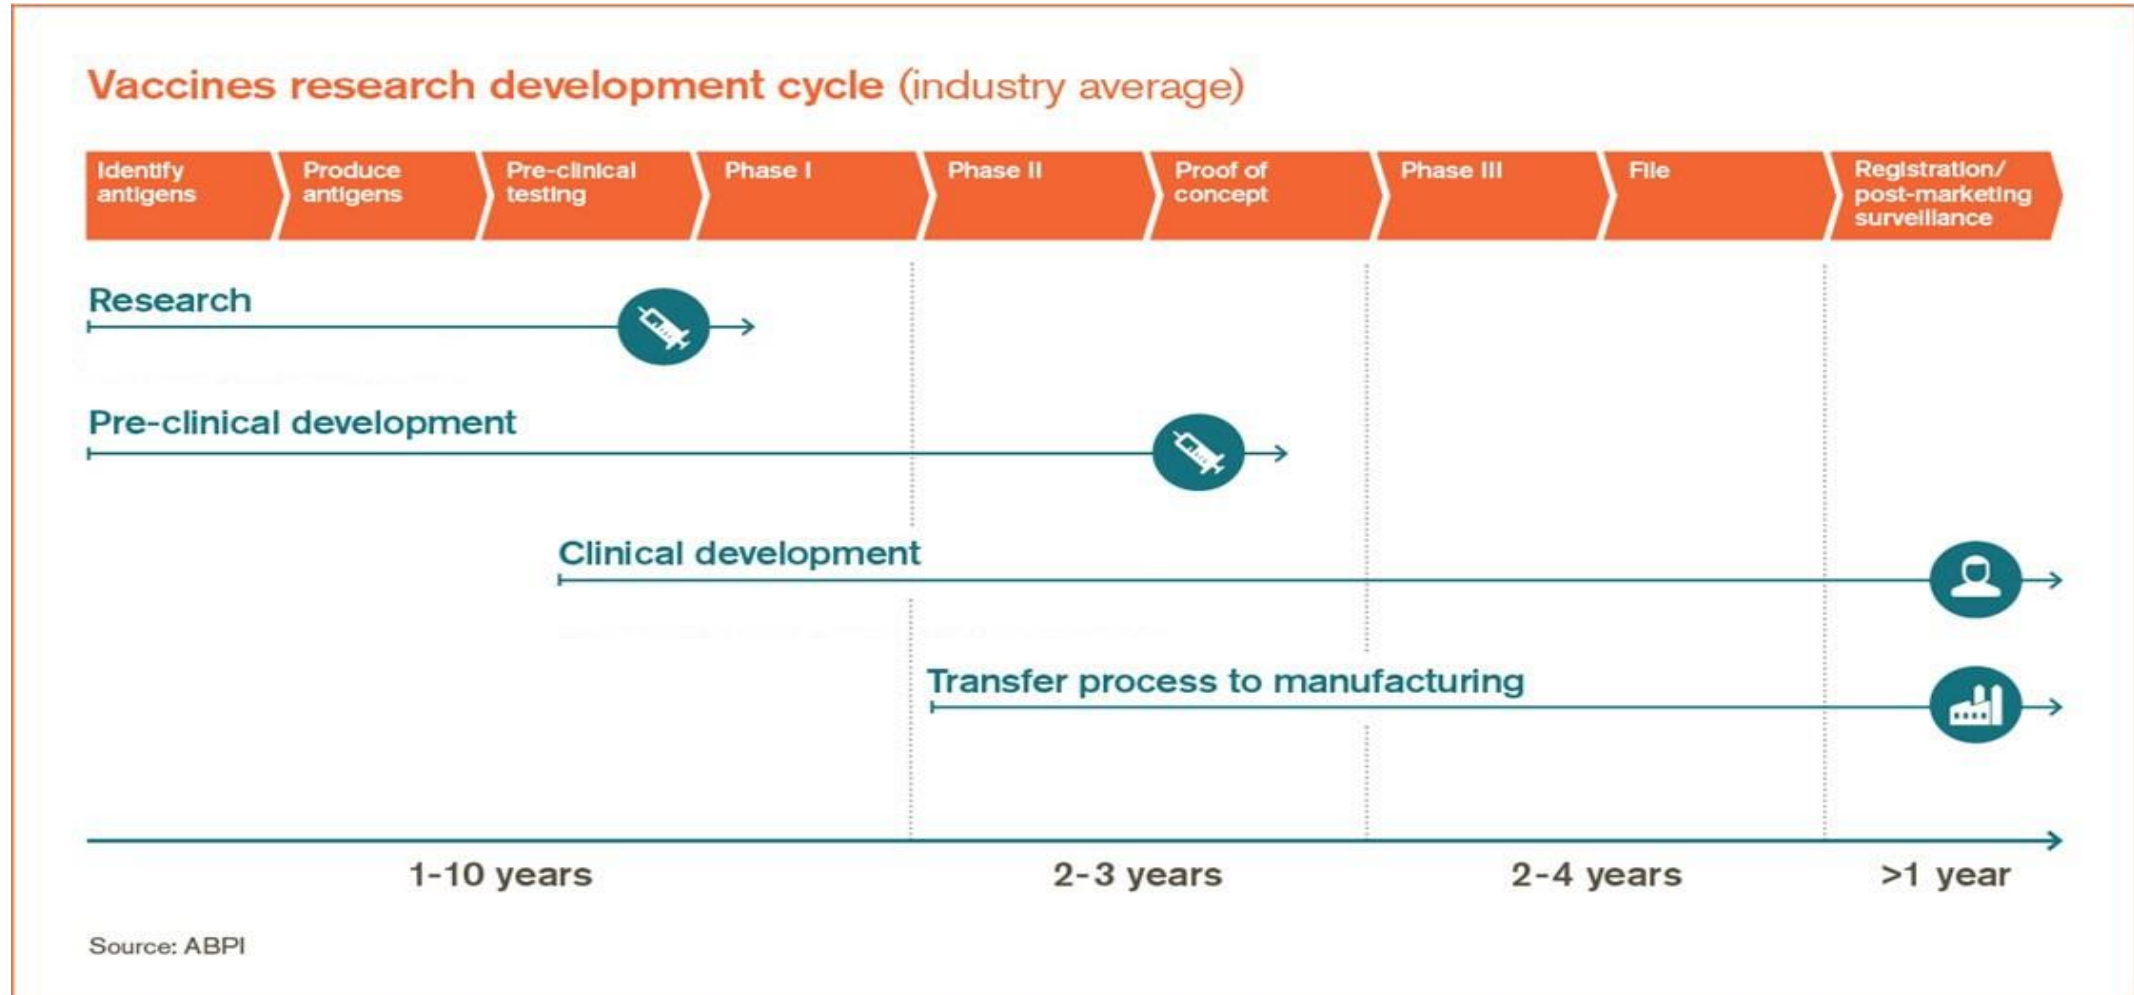 Vaccines research development cycle (industry average)
Identify
antigens
Produce
antigens
Pre-clinical
testing
Phase I
Phase II
Proof of
concept
Phase III
File
Registration/
post-marketing
surveillance
Research
Pre-clinical development
Clinical development
Transfer process to manufacturing
1-10 years
2-3 years
2-4 years
>1 year
Source: ABPI